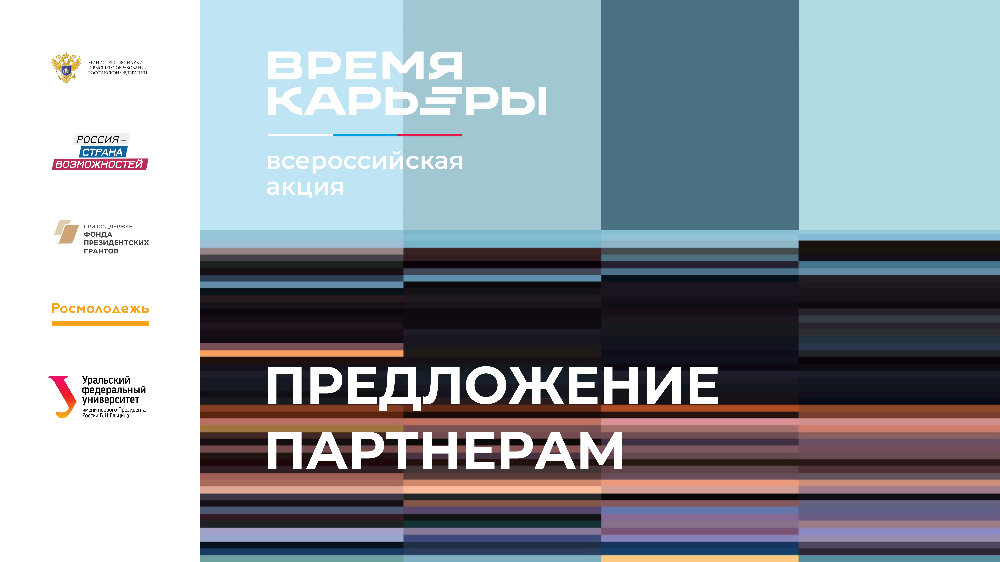 МИНИСТЕРСТВО НАУКИ
И ВЫСШЕГО ОБРАЗОВАНИЯ
РОССИЙСКОЙ ФЕДЕРАЦИИ
РОССИЯ –
СТРАНА
ВОЗМОЖНОСТЕЙ
ПРИ ПОДДЕРЖКЕ
ФОНДА
ПРЕЗИДЕНТСКИХ
ГРАНТОВ
Росмолодежь
Уральский
федеральный
университет
имени первого Президента
России Б.Н.Ельцина
ВРЕМЯ
КАРЬЕРЫ
всероссийская
акция
ПРЕДЛОЖЕНИЕ
ПАРТНЕРАМ